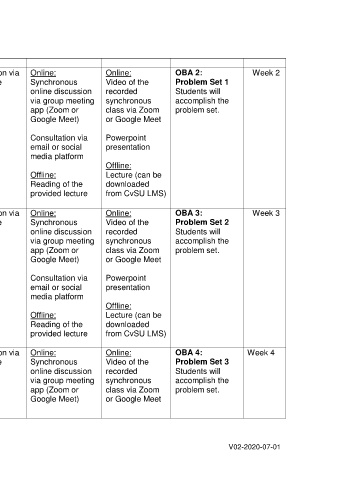 on via
e
Online:
Synchronous
online discussion
via group meeting
app (Zoom or
Google Meet)
Consultation via
email or social
media platform
Offline:
Reading of the
provided lecture
Online:
Video of the
recorded
synchronous
class via Zoom
or Google Meet
Powerpoint
presentation
Offline:
Lecture (can be
downloaded
from CvSU LMS)
OBA 2:
Problem Set 1
Students will
accomplish the
problem set.
Week 2
on via
e
Online:
Synchronous
online discussion
via group meeting
app (Zoom or
Google Meet)
Consultation via
email or social
media platform
Offline:
Reading of the
provided lecture
Online:
Video of the
recorded
synchronous
class via Zoom
or Google Meet
Powerpoint
presentation
Offline:
Lecture (can be
downloaded
from CvSU LMS)
OBA 3:
Problem Set 2
Students will
accomplish the
problem set.
Week 3
on via
e
Online:
Synchronous
online discussion
via group meeting
app (Zoom or
Google Meet)
Online:
Video of the
recorded
synchronous
class via Zoom
or Google Meet
OBA 4:
Problem Set 3
Students will
accomplish the
problem set.
Week 4
V02-2020-07-01